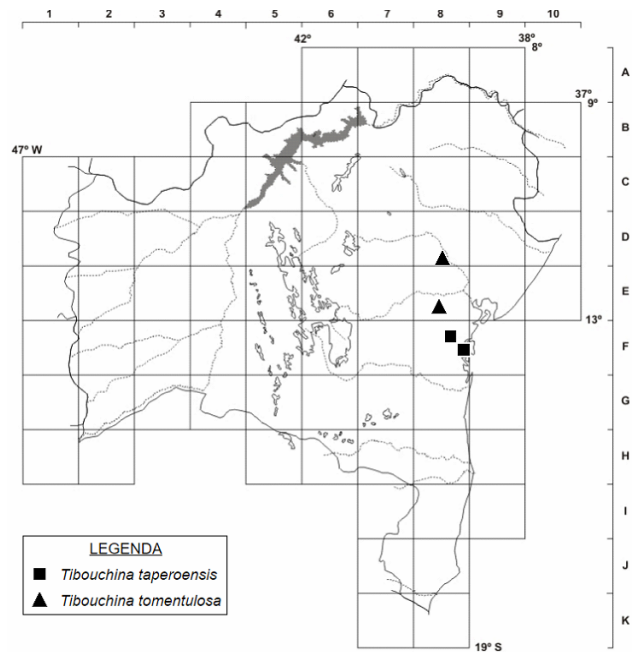 1 2 3 4 5 6 7 8 9 10
42° 38°
8°
A
37°
9°
B
47° W
C
D
E
13°
F
G
H
I
LEGENDA
Tibouchina taperoensis
J
Tibouchina tomentulosa
K
19° S